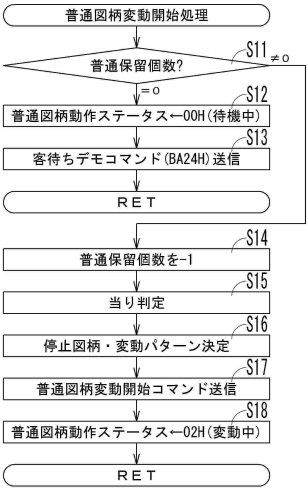 普通図柄変動開始処理
S11
普通保留個数?
≠0
=0
S12
普通図柄動作ステータス←00H(待機中)
S13
客待ちデモコマンド(BA24H)送信
RET
S14
普通保留個数を-1
S15
当り判定
S16
停止図柄・変動パターン決定
S17
普通図柄変動開始コマンド送信
S18
普通図柄動作ステータス←02H(変動中)
RET